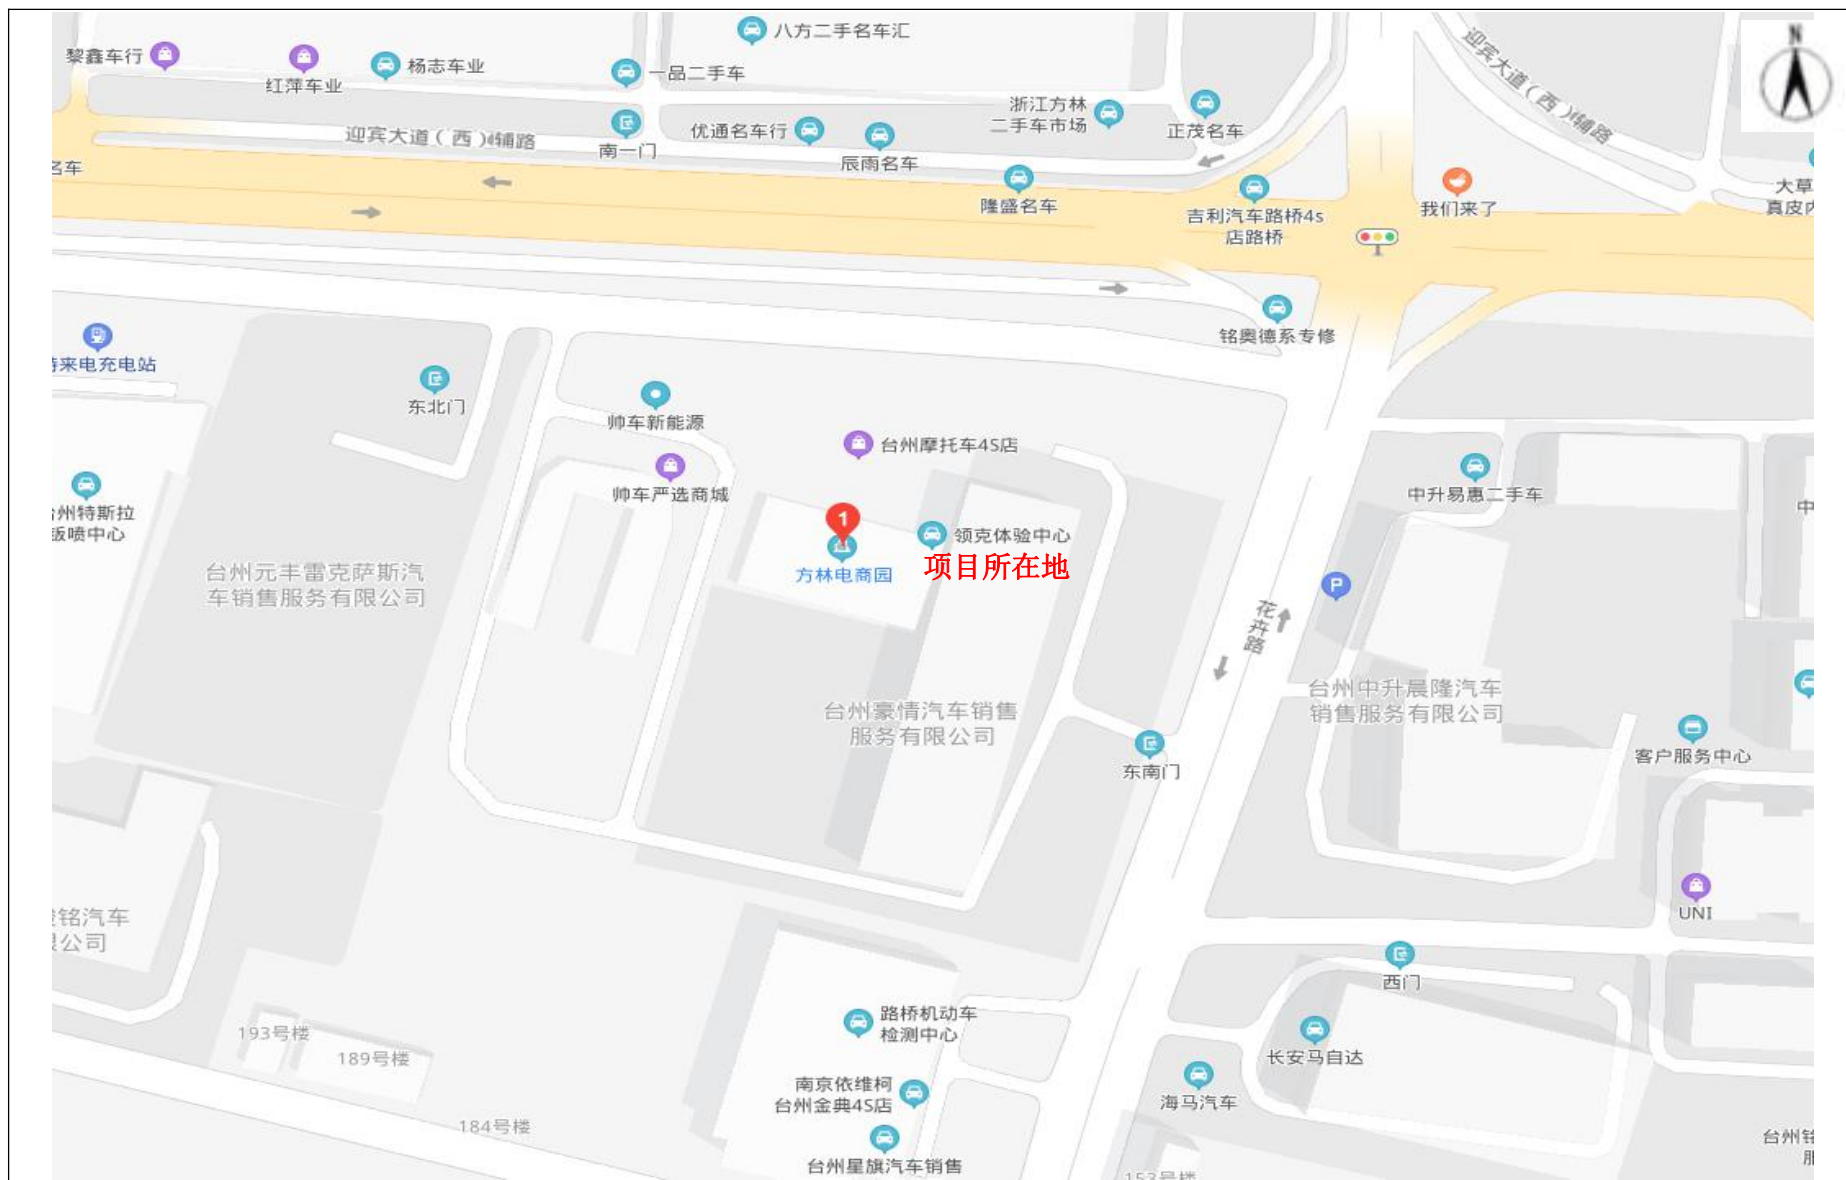 八方二手名车汇
黎鑫车行
红萍车业
杨志车业
一品二手车
迎宾大道(西)辅路
N
浙江方林
二手车市场
正茂名车
优通名车行
南一门
迎宾大道(西)辅路
辰雨名车
名车
隆盛名车
吉利汽车路桥4s
店路桥
我们来了
大草
真皮内
铭奥德系专修
来电充电站
东北门
帅车新能源
台州摩托车4S店
帅车严选商城
中升易惠二手车
州特斯拉
钣喷中心
中
1
领克体验中心
方林电商园
项目所在地
台州元丰雷克萨斯汽
车销售服务有限公司
P
花卉路
台州中升晨隆汽车
销售服务有限公司
台州豪情汽车销售
服务有限公司
东南门
客户服务中心
铭汽车
公司
UNI
西门
193号楼
189号楼
路桥机动车
检测中心
长安马自达
南京依维柯
台州金典4S店
海马汽车
184号楼
台州铭
服
台州星旗汽车销售
153号楼